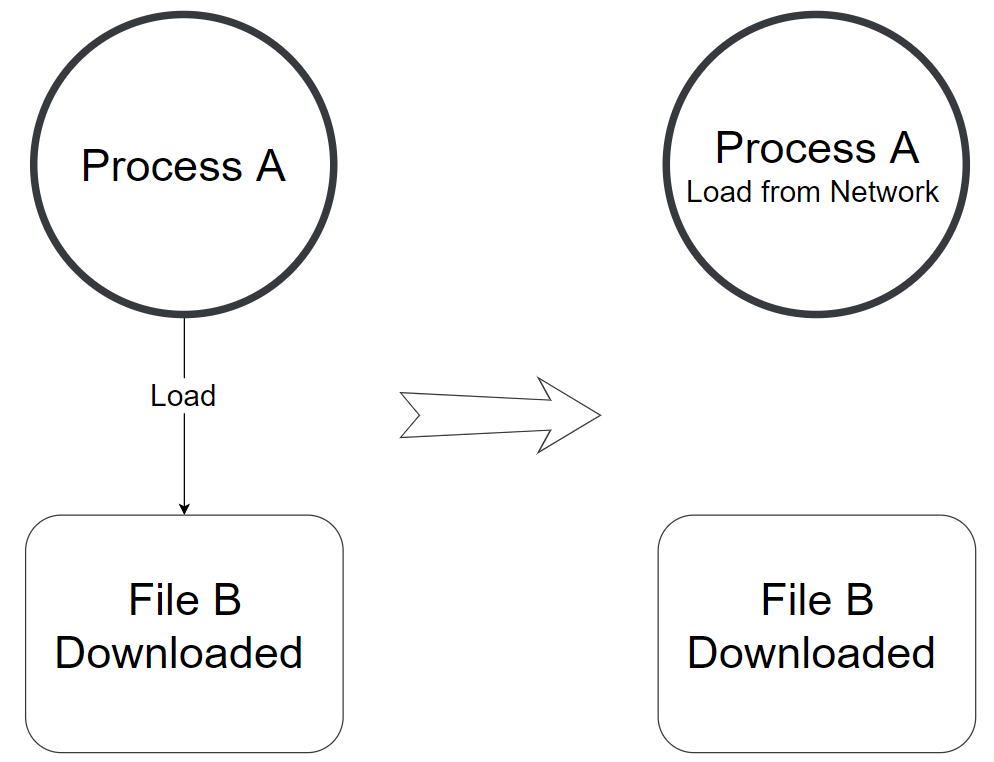 Process A
Load
File B
Downloaded
Process A
Load from Network
File B
Downloaded